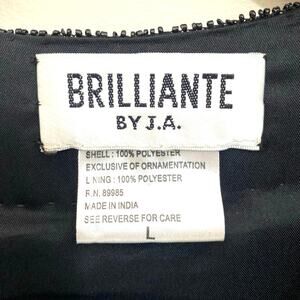 BRILLIANTE
BY J.A.
SHELL: 100% POLYESTER
EXCLUSIVE OF ORNAMENTATION
LINING: 100% POLYESTER
R.N. 89985
MADE IN INDIA
SEE REVERSE FOR CARE
L